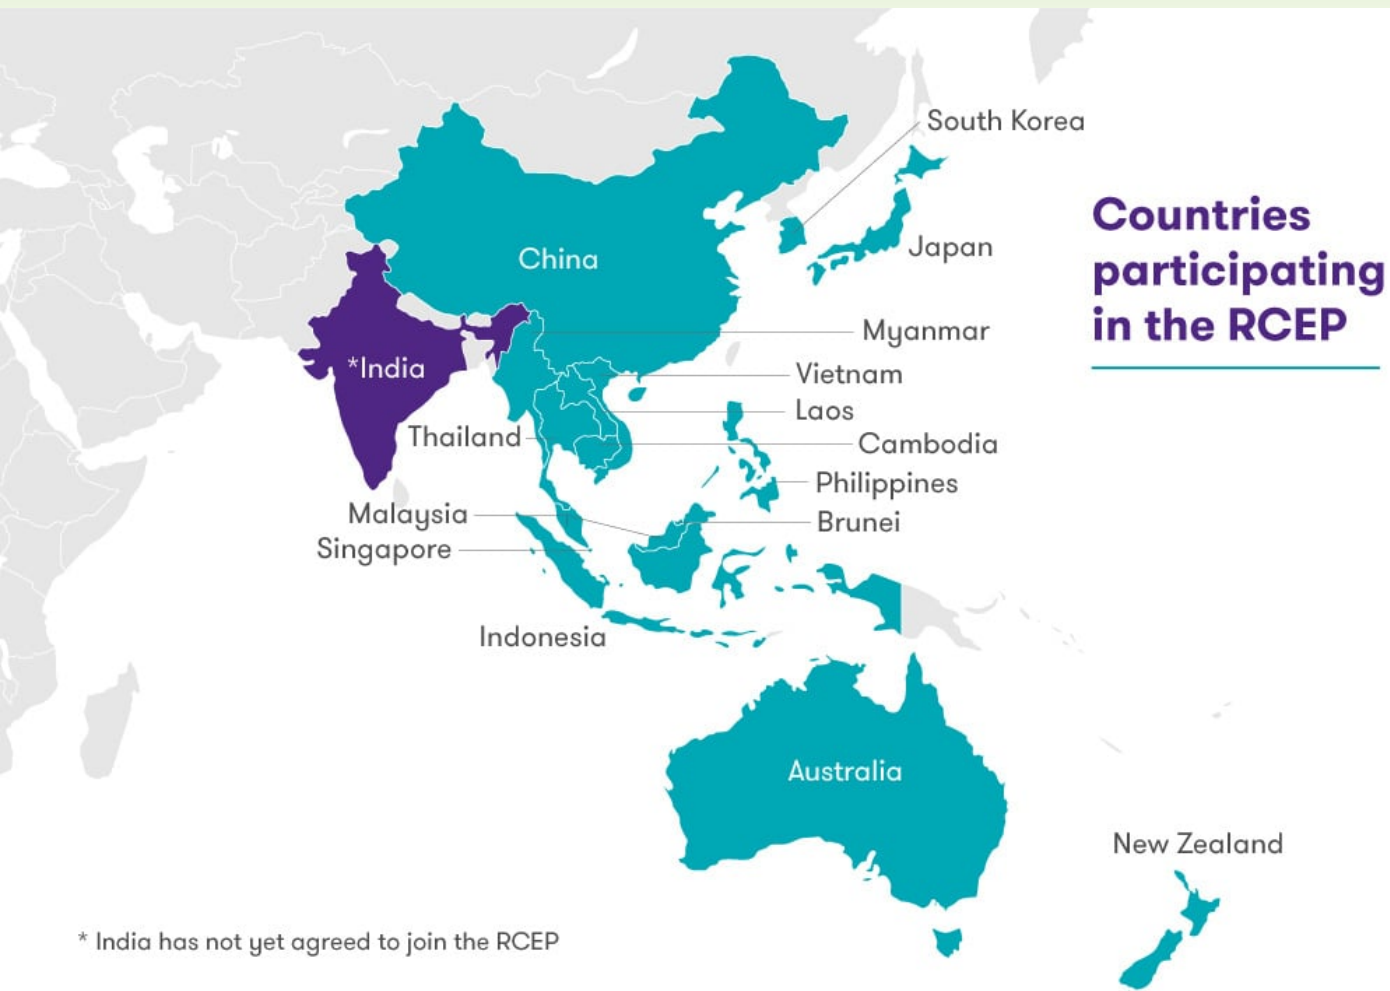 South Korea
Countries
participating
in the RCEP
Japan
China
Myanmar
*India
Vietnam
Laos
Thailand
Cambodia
Philippines
Malaysia
Brunei
Singapore
Indonesia
Australia
New Zealand
* India has not yet agreed to join the RCEP